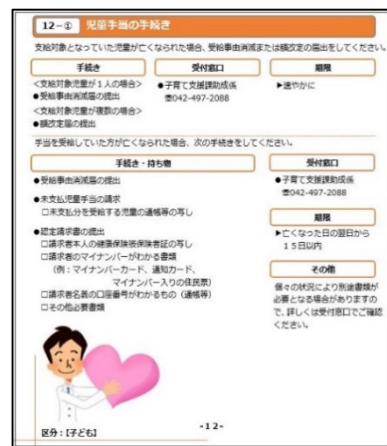 12-① 児童手当の手続き
支給対象となっていた児童が亡くなられた場合、受給事由消滅または額改定の届出をしてください。
手続き
受付窓口
期限
<支給対象児童が1人の場合>
●受給事由消滅届の提出
<支給対象児童が複数の場合>
●額改定届の提出
●子育て支援課助成係
☎042-497-2088
▶速やかに
手当を受給していた方が亡くなられた場合、次の手続きをしてください。
手続き・持ち物
●受給事由消滅届の提出
●未支払児童手当の請求
□未支払分を受給する児童の通帳等の写し
●認定請求書の提出
□請求者本人の健康保険被保険者証の写し
□請求者のマイナンバーがわかる書類
(例:マイナンバーカード、通知カード、
マイナンバー入りの住民票)
□請求者名義の口座番号がわかるもの(通帳等)
□その他必要書類
受付窓口
●子育て支援課助成係
☎042-497-2088
期限
▶亡くなった日の翌日から
15日以内
その他
個々の状況により別途書類が
必要となる場合がありますの
で、詳しくは受付窓口でご確認
ください。
-12-
区分:【子ども】